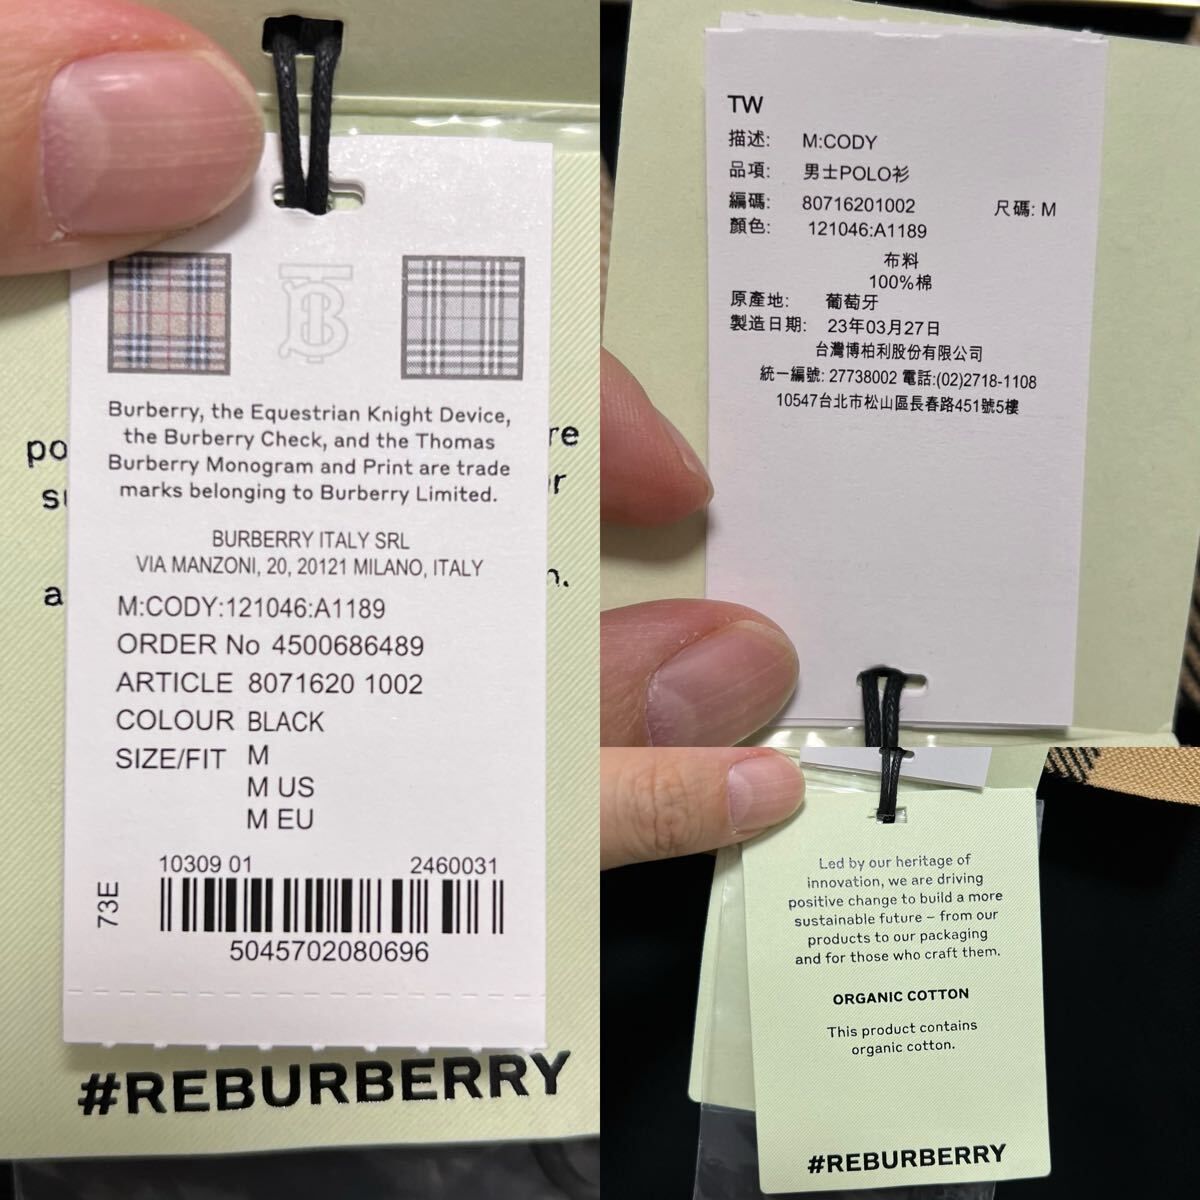 po
re
s
r
a
n.
Burberry, the Equestrian Knight Device,
the Burberry Check, and the Thomas
Burberry Monogram and Print are trade
marks belonging to Burberry Limited.
BURBERRY ITALY SRL
VIA MANZONI, 20, 20121 MILANO, ITALY
M:CODY:121046:A1189
ORDER No 4500686489
ARTICLE 8071620 1002
COLOUR BLACK
SIZE/FIT M
M US
M EU
10309 01 2460031
73E
5045702080696
#REBURBERRY
TW
描述: M:CODY
品項: 男士POLO衫
編碼: 80716201002 尺碼: M
顏色: 121046:A1189
布料
100%棉
原產地: 葡萄牙
製造日期: 23年03月27日
台灣博柏利股份有限公司
統一編號: 27738002 電話:(02)2718-1108
10547台北市松山區長春路451號5樓
Led by our heritage of
innovation, we are driving
positive change to build a more
sustainable future – from our
products to our packaging
and for those who craft them.
ORGANIC COTTON
This product contains
organic cotton.
#REBURBERRY